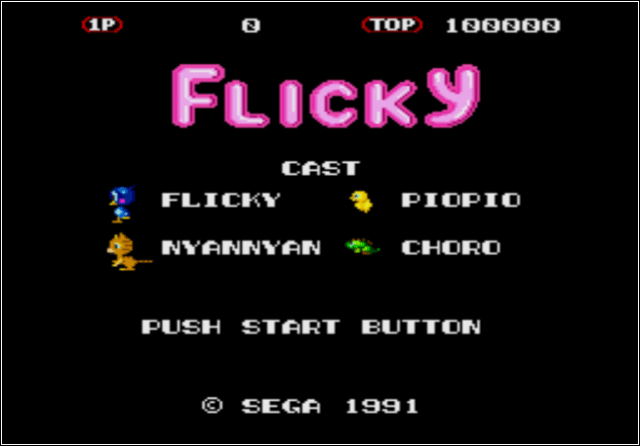 1P 0 TOP 100000
FLICKY
CAST
FLICKY PIOPIO
NYANNYAN CHORO
PUSH START BUTTON
© SEGA 1991